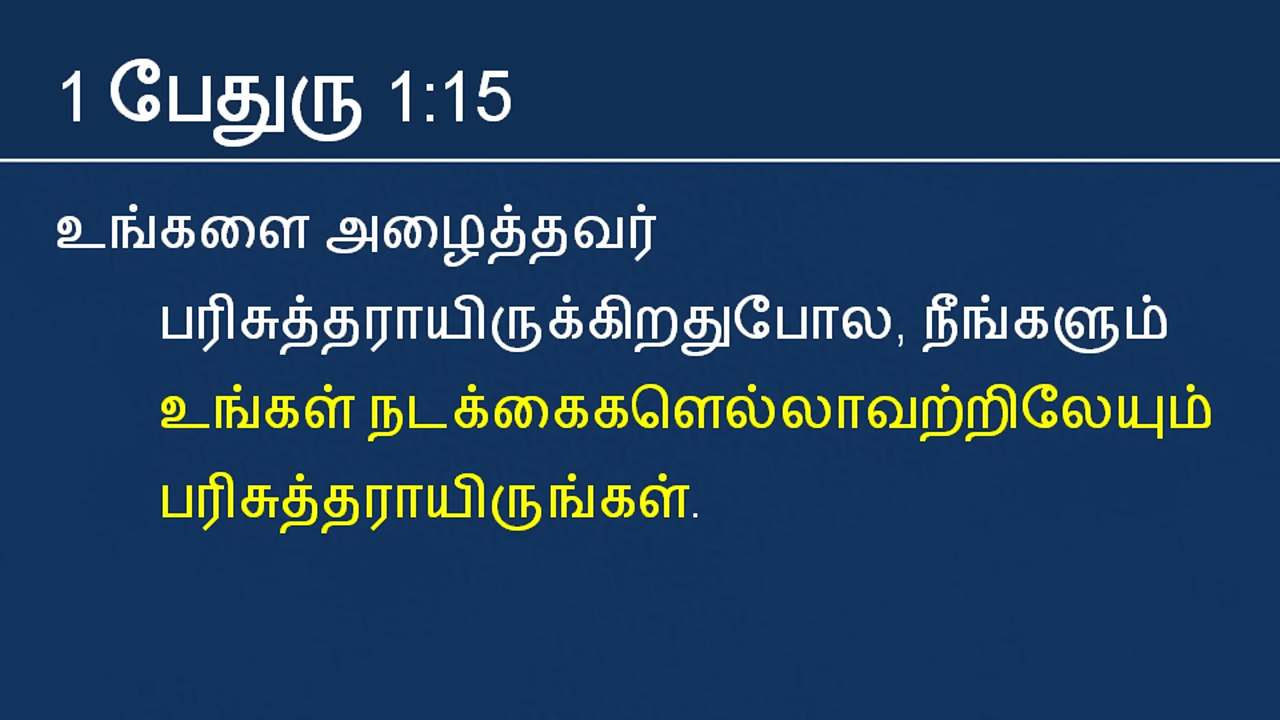 1 பேதுரு 1:15
உங்களை அழைத்தவர்
பரிசுத்தராயிருக்கிறதுபோல, நீங்களும்
உங்கள் நடக்கைகளெல்லாவற்றிலேயும்
பரிசுத்தராயிருங்கள்.